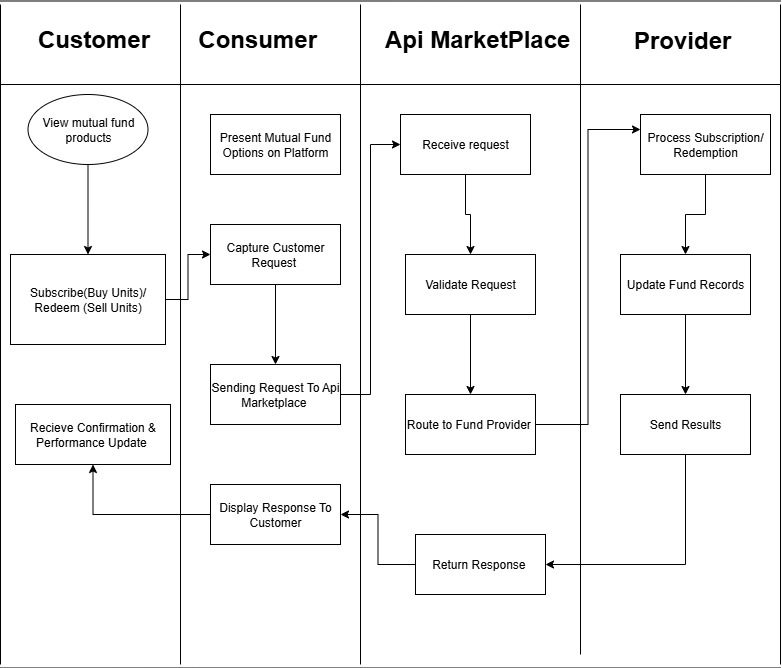 Customer
Consumer
Api MarketPlace
Provider
View mutual fund
products
Subscribe(Buy Units)/
Redeem (Sell Units)
Recieve Confirmation &
Performance Update
Present Mutual Fund
Options on Platform
Capture Customer
Request
Sending Request To Api
Marketplace
Display Response To
Customer
Receive request
Validate Request
Route to Fund Provider
Return Response
Process Subscription/
Redemption
Update Fund Records
Send Results